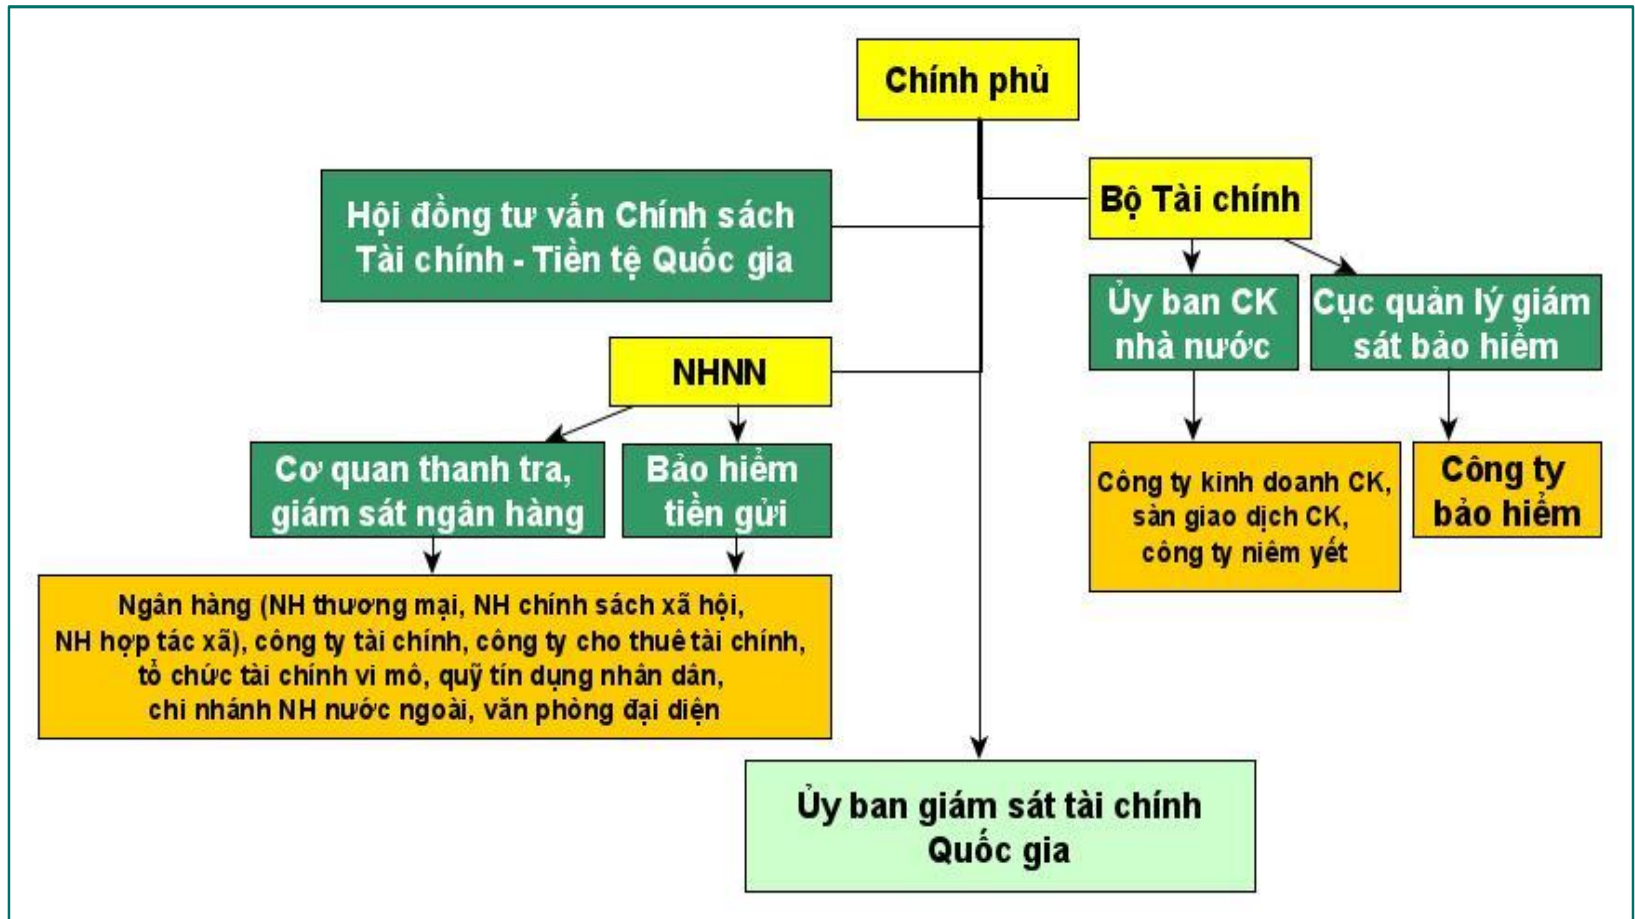 Chính phủ
Hội đồng tư vấn Chính sách
Tài chính - Tiền tệ Quốc gia
Bộ Tài chính
Ủy ban CK
nhà nước
Cục quản lý giám
sát bảo hiểm
NHNN
Cơ quan thanh tra,
giám sát ngân hàng
Bảo hiểm
tiền gửi
Công ty kinh doanh CK,
sàn giao dịch CK,
công ty niêm yết
Công ty
bảo hiểm
Ngân hàng (NH thương mại, NH chính sách xã hội,
NH hợp tác xã), công ty tài chính, công ty cho thuê tài chính,
tổ chức tài chính vi mô, quỹ tín dụng nhân dân,
chi nhánh NH nước ngoài, văn phòng đại diện
Ủy ban giám sát tài chính
Quốc gia